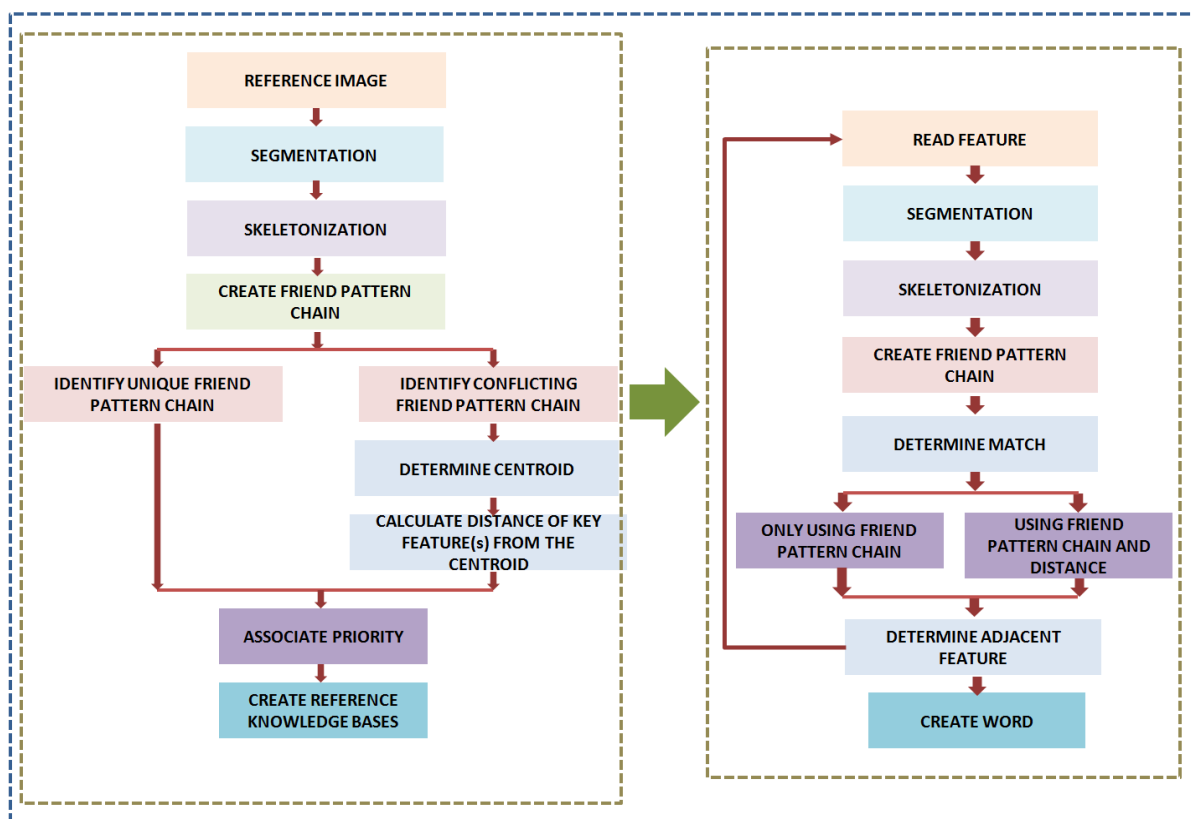 REFERENCE IMAGE
SEGMENTATION
SKELETONIZATION
CREATE FRIEND PATTERN
CHAIN
IDENTIFY UNIQUE FRIEND
PATTERN CHAIN
IDENTIFY CONFLICTING
FRIEND PATTERN CHAIN
DETERMINE CENTROID
CALCULATE DISTANCE OF KEY
FEATURE(s) FROM THE
CENTROID
ASSOCIATE PRIORITY
CREATE REFERENCE
KNOWLEDGE BASES
READ FEATURE
SEGMENTATION
SKELETONIZATION
CREATE FRIEND PATTERN
CHAIN
DETERMINE MATCH
ONLY USING FRIEND
PATTERN CHAIN
USING FRIEND
PATTERN CHAIN AND
DISTANCE
DETERMINE ADJACENT
FEATURE
CREATE WORD